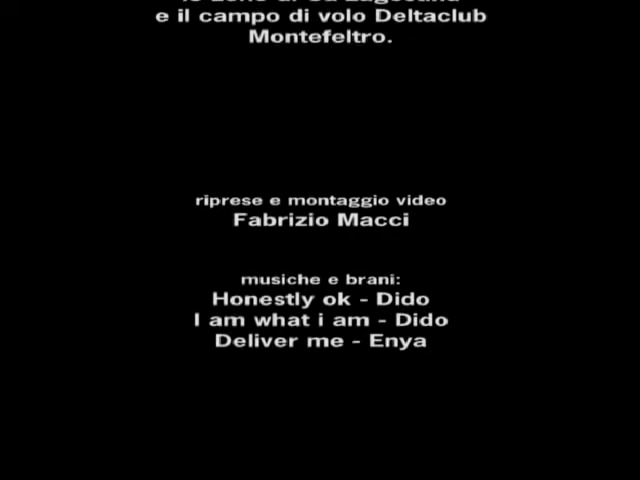 e il campo di volo Deltaclub
Montefeltro.
riprese e montaggio video
Fabrizio Macci
musiche e brani:
Honestly ok - Dido
I am what i am - Dido
Deliver me - Enya